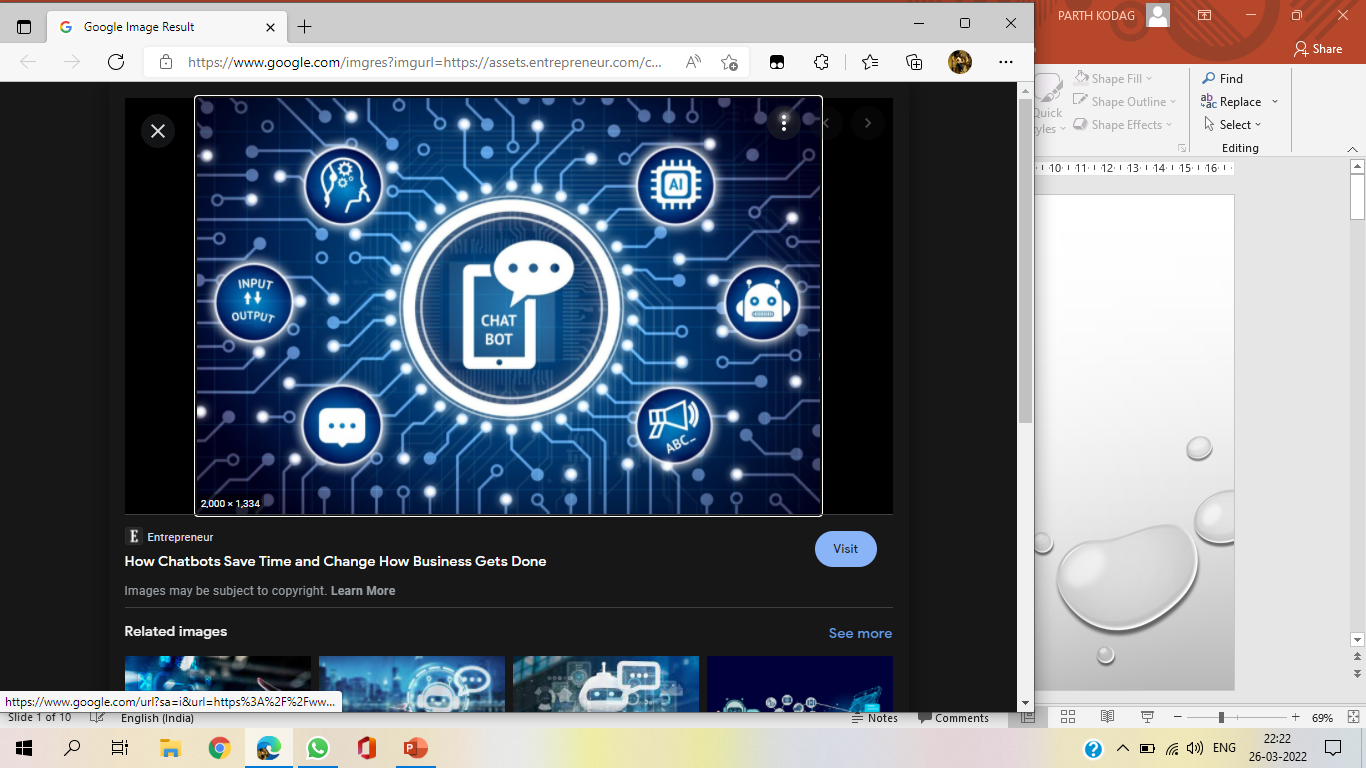 Google Image Result
PARTH KODAG
https://www.google.com/imgres?imgurl=https://assets.entrepreneur.com/c...
Share
Shape Fill
Shape Outline
Shape Effects
Quick
Find
Replace
Select
Editing
10 11 12 13 14 15 16
AI
INPUT
OUTPUT
CHAT
BOT
ABC_
2,000 × 1,334
Entrepreneur
How Chatbots Save Time and Change How Business Gets Done
Visit
Images may be subject to copyright. Learn More
Related images
See more
https://www.google.com/url?sa=i&url=https%3A%2F%2Fww...
Slide 1 of 10
English (India)
Notes
Comments
69%
ENG
22:22
26-03-2022